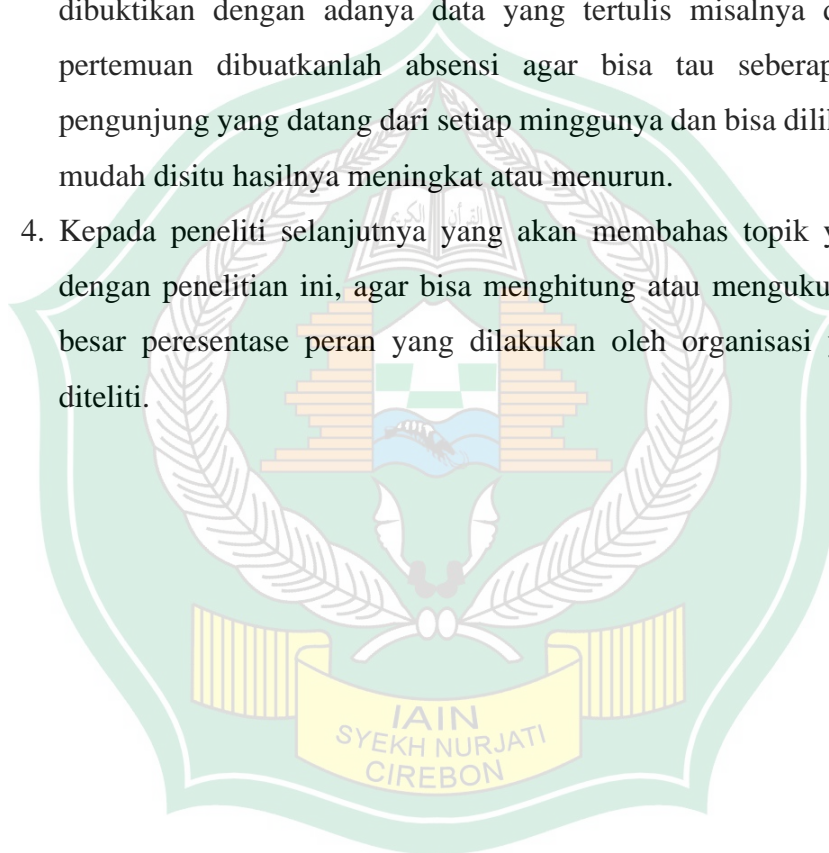 dibuktikan dengan adanya data yang tertulis misalnya d
pertemuan dibuatkanlah absensi agar bisa tau seberap
pengunjung yang datang dari setiap minggunya dan bisa dilil
mudah disitu hasilnya meningkat atau menurun.
4. Kepada peneliti selanjutnya yang akan membahas topik y
dengan penelitian ini, agar bisa menghitung atau menguku
besar peresentase peran yang dilakukan oleh organisasi
diteliti.
القرآن الكريم
IAIN
SYEKH NURJATI
CIREBON